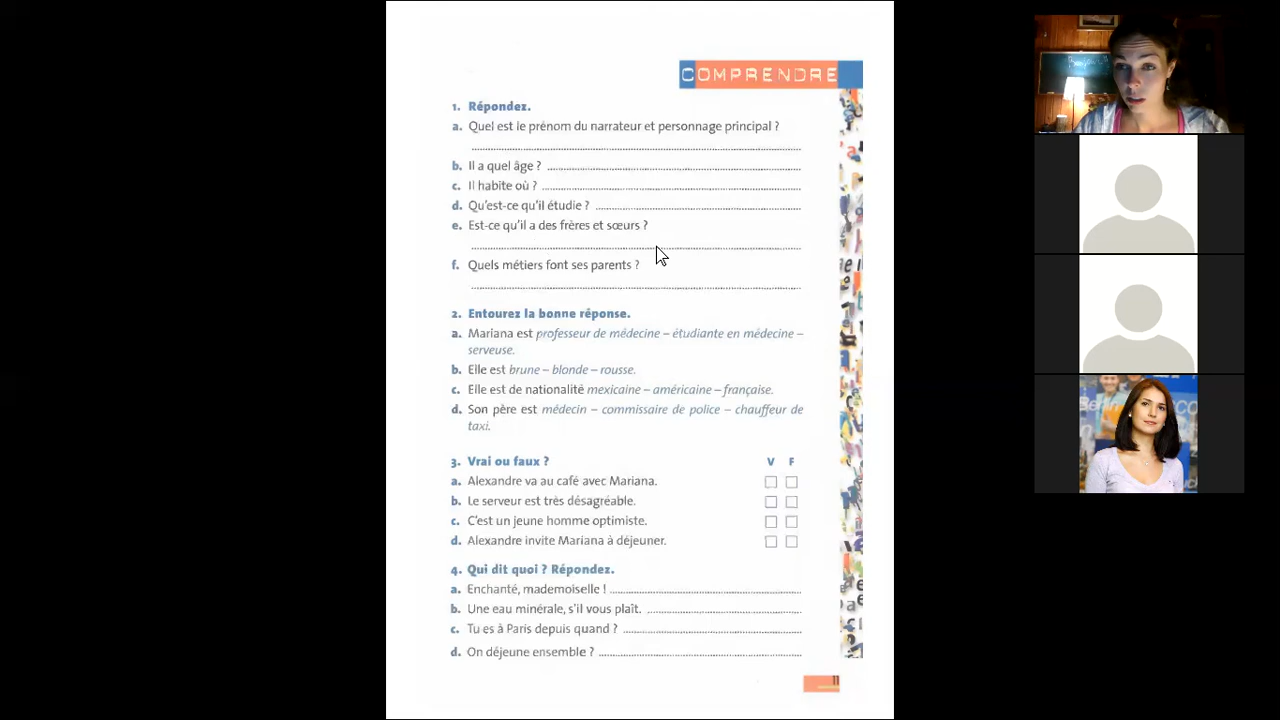 COMPRENDRE
1. Répondez.
a. Quel est le prénom du narrateur et personnage principal ?
b. Il a quel âge ?
c. Il habite où ?
d. Qu'est-ce qu'il étudie ?
e. Est-ce qu'il a des frères et sœurs ?
f. Quels métiers font ses parents ?
2. Entourez la bonne réponse.
a. Mariana est professeur de médecine – étudiante en médecine –
serveuse.
b. Elle est brune – blonde – rousse.
c. Elle est de nationalité mexicaine – américaine – française.
d. Son père est médecin – commissaire de police – chauffeur de
taxi.
3. Vrai ou faux ? V F
a. Alexandre va au café avec Mariana.
b. Le serveur est très désagréable.
c. C'est un jeune homme optimiste.
d. Alexandre invite Mariana à déjeuner.
4. Qui dit quoi ? Répondez.
a. Enchanté, mademoiselle !
b. Une eau minérale, s'il vous plaît.
c. Tu es à Paris depuis quand ?
d. On déjeune ensemble ?
11